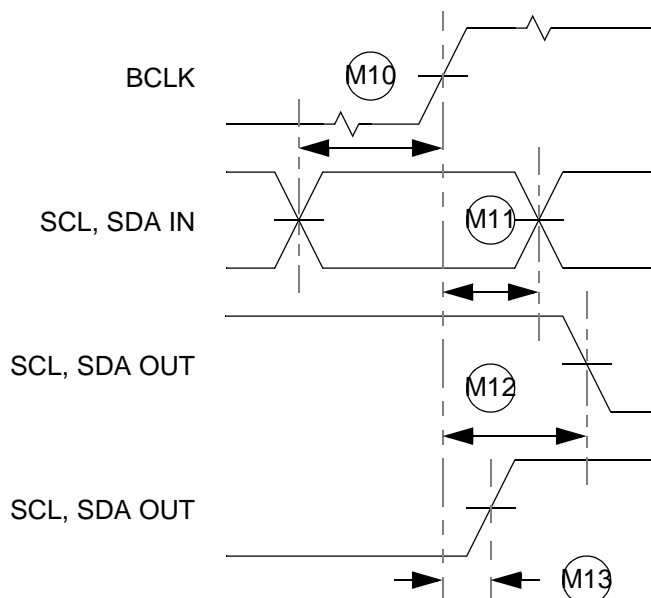 BCLK
M10
SCL, SDA IN
M11
SCL, SDA OUT
M12
SCL, SDA OUT
M13